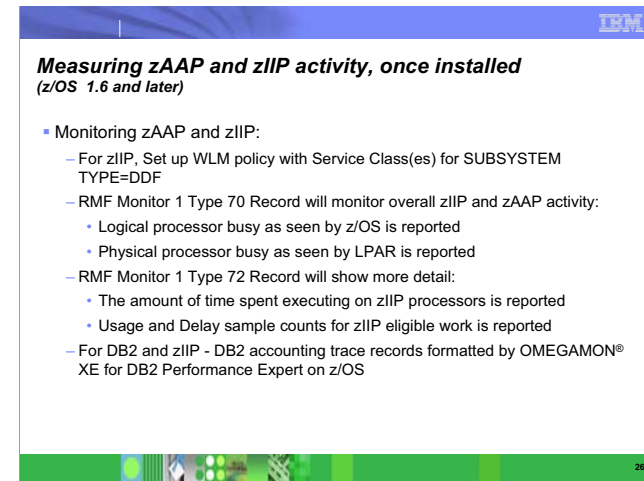 IBM
Measuring zAAP and zIIP activity, once installed
(z/OS 1.6 and later)
▪ Monitoring zAAP and zIIP:
– For zIIP, Set up WLM policy with Service Class(es) for SUBSYSTEM
TYPE=DDF
– RMF Monitor 1 Type 70 Record will monitor overall zIIP and zAAP activity:
• Logical processor busy as seen by z/OS is reported
• Physical processor busy as seen by LPAR is reported
– RMF Monitor 1 Type 72 Record will show more detail:
• The amount of time spent executing on zIIP processors is reported
• Usage and Delay sample counts for zIIP eligible work is reported
– For DB2 and zIIP - DB2 accounting trace records formatted by OMEGAMON®
XE for DB2 Performance Expert on z/OS
26